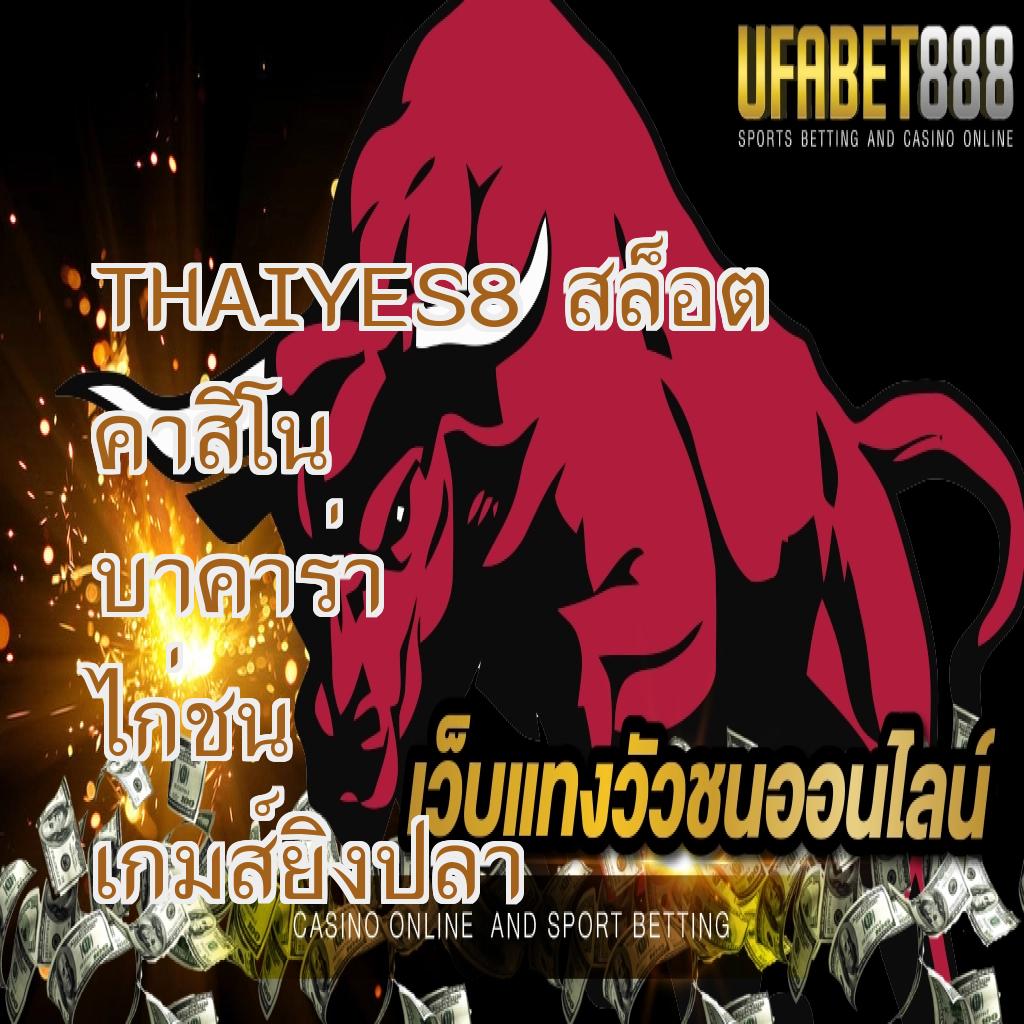 UFABET888
SPORTS BETTING AND CASINO ONLINE
THAIYES8 สล็อต
คาสิโน
บาคาร่า
ไก่ชน
เกมส์ยิงปลา
เว็บแทงวัวชนออนไลน์
CASINO ONLINE AND SPORT BETTING